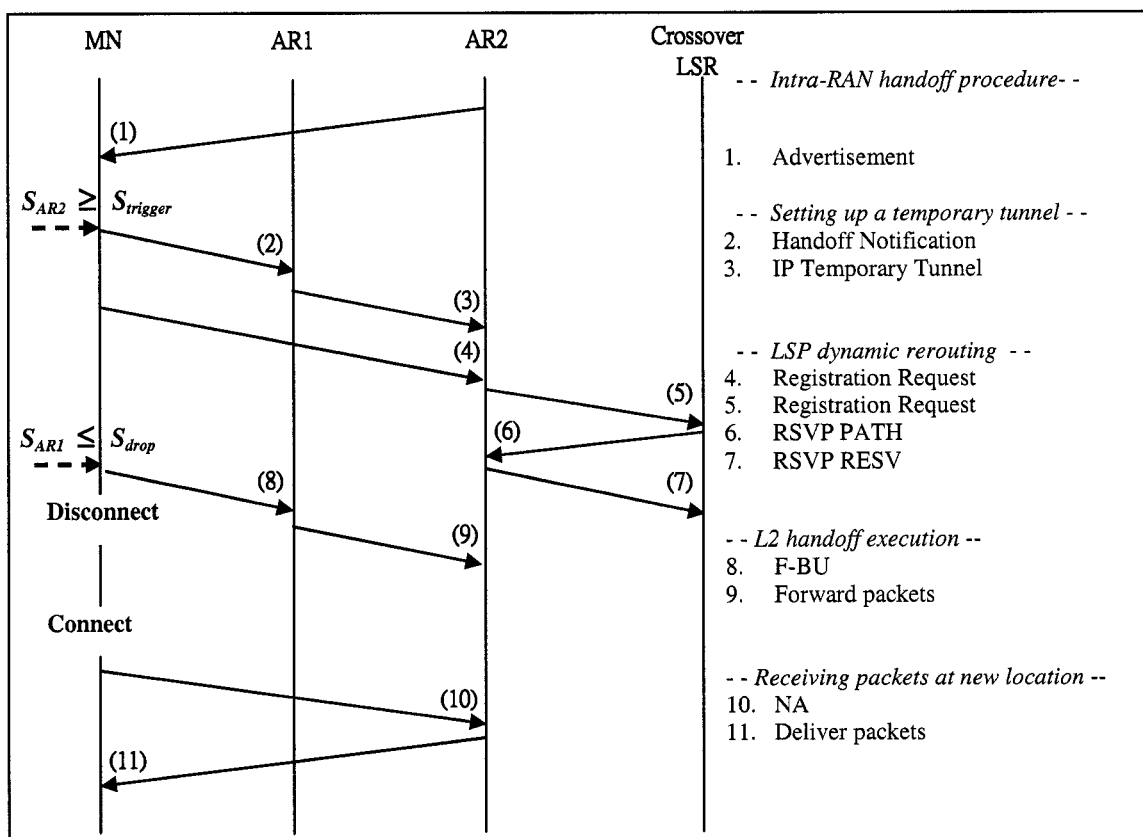 MN AR1 AR2 Crossover
LSR
- - Intra-RAN handoff procedure- -
(1)
1. Advertisement
S_AR2 ≥ S_trigger
- - Setting up a temporary tunnel - -
(2)
2. Handoff Notification
3. IP Temporary Tunnel
(3)
(4)
- - LSP dynamic rerouting - -
4. Registration Request
(5)
5. Registration Request
(6)
6. RSVP PATH
S_AR1 ≤ S_drop
7. RSVP RESV
(7)
(8)
Disconnect
(9)
- - L2 handoff execution - -
8. F-BU
9. Forward packets
Connect
- - Receiving packets at new location - -
(10)
10. NA
11. Deliver packets
(11)